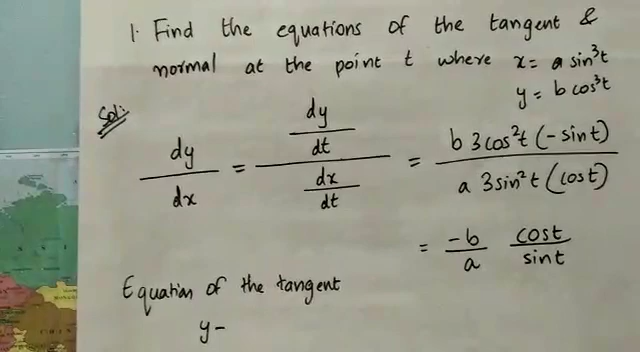 1. Find the equations of the tangent &
normal at the point t where x = a sin³t
y = b cos³t
Sol:
dy/dx = (dy/dt)/(dx/dt) = b 3cos²t (-sint) / a 3sin²t (cost)
= -b/a cost/sint
Equation of the tangent
y-